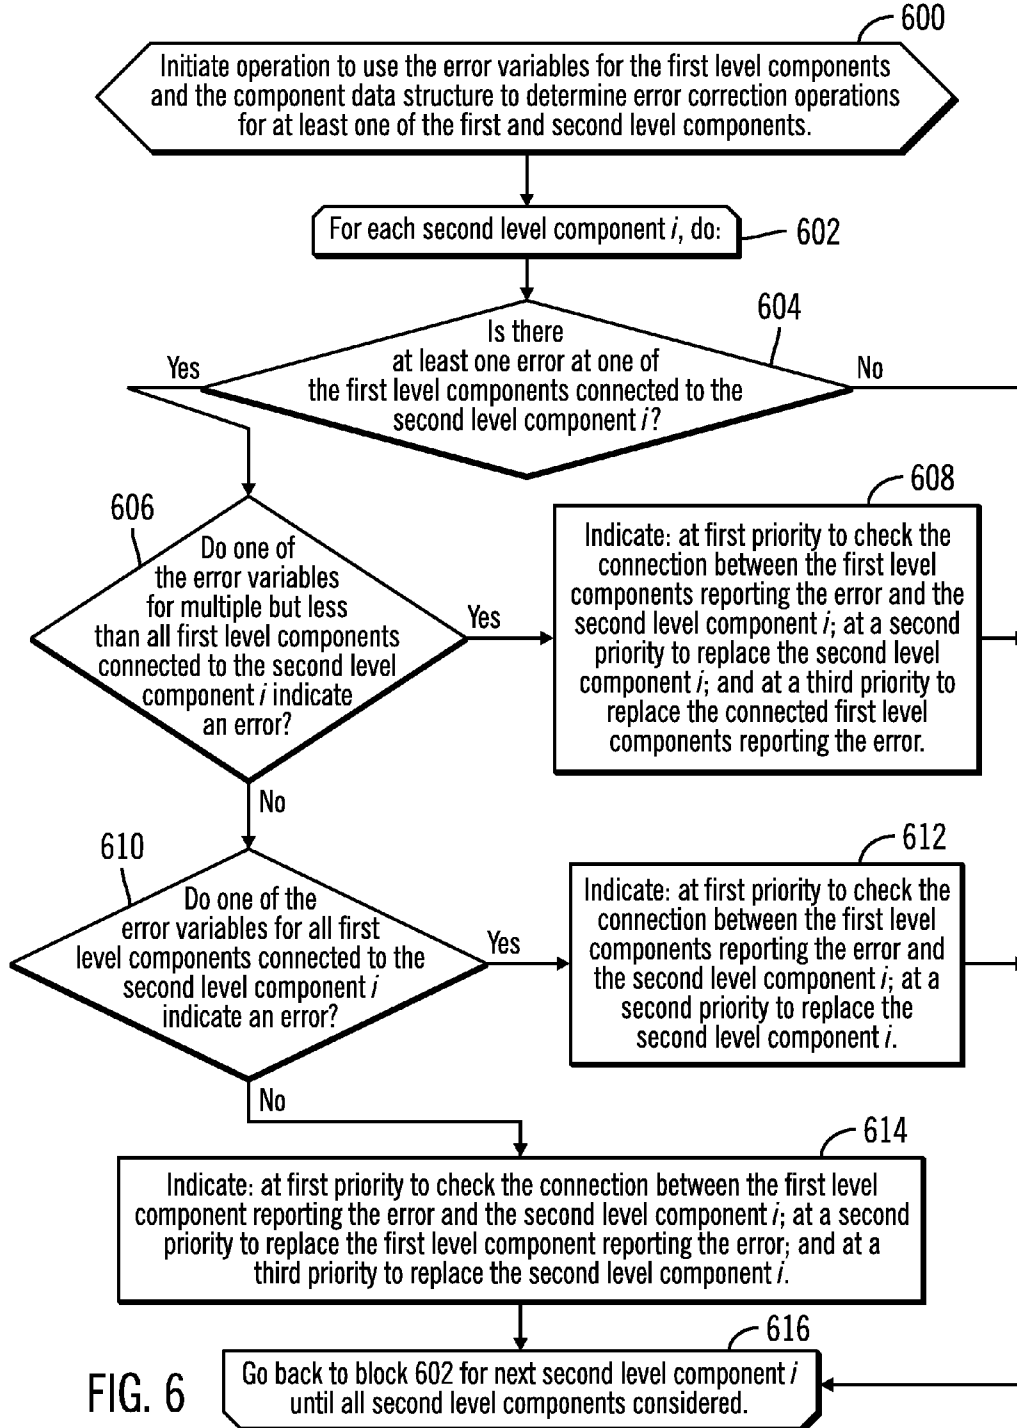 600
Initiate operation to use the error variables for the first level components
and the component data structure to determine error correction operations
for at least one of the first and second level components.
For each second level component i, do:
602
604
Is there
at least one error at one of
the first level components connected to the
second level component i?
Yes
No
606
Do one of
the error variables
for multiple but less
than all first level components
connected to the second level
component i indicate
an error?
Yes
No
608
Indicate: at first priority to check the
connection between the first level
components reporting the error and the
second level component i; at a second
priority to replace the second level
component i; and at a third priority to
replace the connected first level
components reporting the error.
610
Do one of the
error variables for all first
level components connected to the
second level component i
indicate an error?
Yes
No
612
Indicate: at first priority to check the
connection between the first level
components reporting the error and
the second level component i; at a
second priority to replace the
second level component i.
614
Indicate: at first priority to check the connection between the first level
component reporting the error and the second level component i; at a second
priority to replace the first level component reporting the error; and at a
third priority to replace the second level component i.
616
Go back to block 602 for next second level component i
until all second level components considered.
FIG. 6